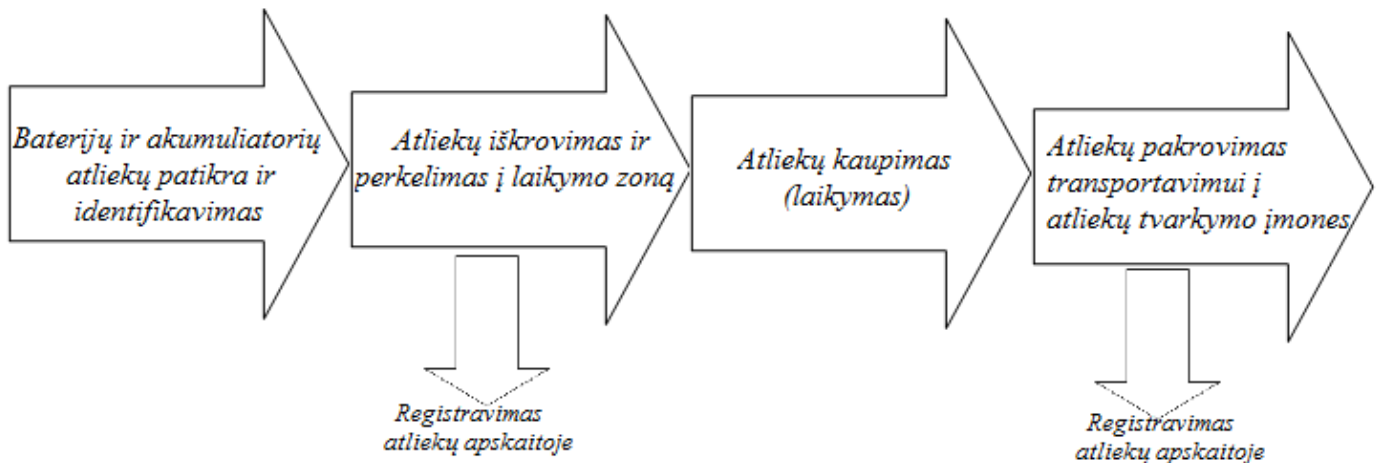 Baterijų ir akumuliatorių
atliekų patikra ir
identifikavimas
Atliekų iškrovimas ir
perkelimas į laikymo zoną
Registravimas
atliekų apskaitoje
Atliekų kaupimas
(laikymas)
Atliekų pakrovimas
transportavimui į
atliekų tvarkymo įmones
Registravimas
atliekų apskaitoje